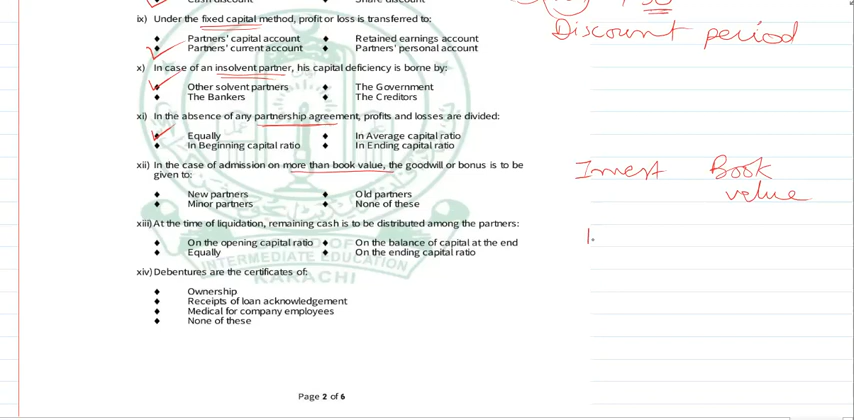 Cash discount Share discount
ix) Under the fixed capital method, profit or loss is transferred to:
♦ Partners' capital account ♦ Retained earnings account
♦ Partners' current account ♦ Partners' personal account
x) In case of an insolvent partner, his capital deficiency is borne by:
♦ Other solvent partners ♦ The Government
♦ The Bankers ♦ The Creditors
xi) In the absence of any partnership agreement, profits and losses are divided:
♦ Equally ♦ In Average capital ratio
♦ In Beginning capital ratio ♦ In Ending capital ratio
xii) In the case of admission on more than book value, the goodwill or bonus is to be
given to:
♦ New partners ♦ Old partners
♦ Minor partners ♦ None of these
xiii) At the time of liquidation, remaining cash is to be distributed among the partners:
♦ On the opening capital ratio ♦ On the balance of capital at the end
♦ Equally ♦ On the ending capital ratio
xiv) Debentures are the certificates of:
♦ Ownership
♦ Receipts of loan acknowledgement
♦ Medical for company employees
♦ None of these
Page 2 of 6
Discount period
Invest Book
value
INTERMEDIATE EDUCATION
KARACHI